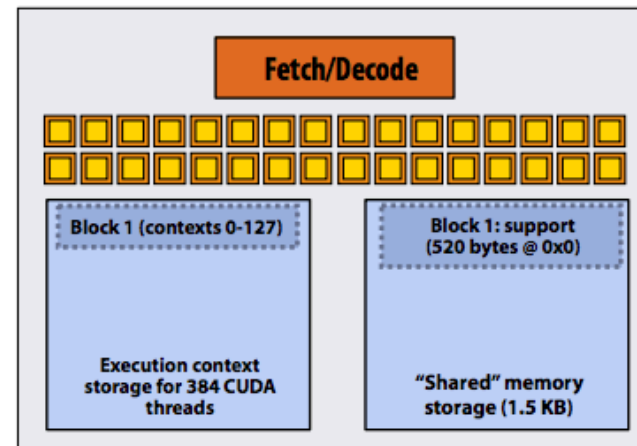 Fetch/Decode
Block 1 (contexts 0-127)
Execution context
storage for 384 CUDA
threads
Block 1: support
(520 bytes @ 0x0)
“Shared” memory
storage (1.5 KB)